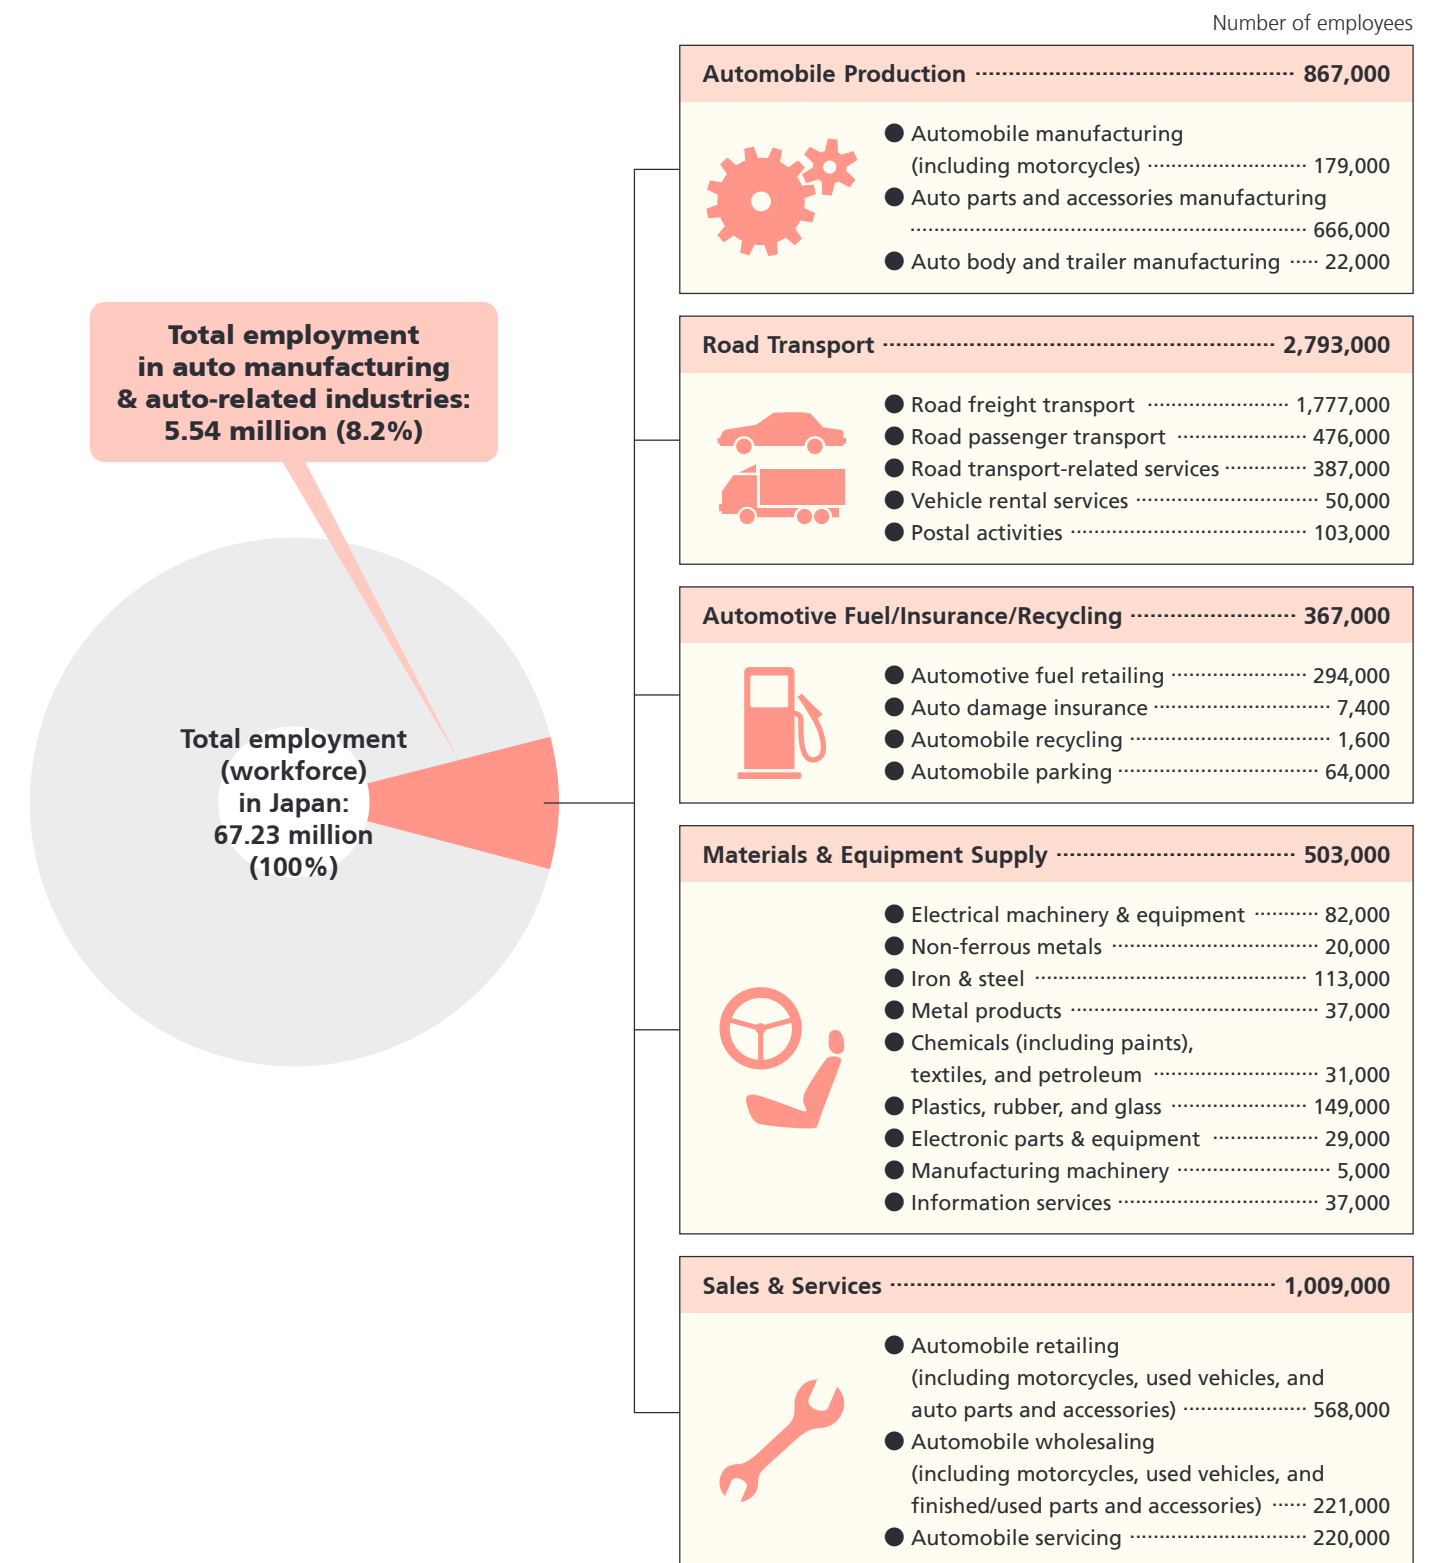 Number of employees
Total employment
in auto manufacturing
& auto-related industries:
5.54 million (8.2%)
Total employment
(workforce)
in Japan:
67.23 million
(100%)
Automobile Production 867,000
● Automobile manufacturing
(including motorcycles) 179,000
● Auto parts and accessories manufacturing
666,000
● Auto body and trailer manufacturing 22,000
Road Transport 2,793,000
● Road freight transport 1,777,000
● Road passenger transport 476,000
● Road transport-related services 387,000
● Vehicle rental services 50,000
● Postal activities 103,000
Automotive Fuel/Insurance/Recycling 367,000
● Automotive fuel retailing 294,000
● Auto damage insurance 7,400
● Automobile recycling 1,600
● Automobile parking 64,000
Materials & Equipment Supply 503,000
● Electrical machinery & equipment 82,000
● Non-ferrous metals 20,000
● Iron & steel 113,000
● Metal products 37,000
● Chemicals (including paints),
textiles, and petroleum 31,000
● Plastics, rubber, and glass 149,000
● Electronic parts & equipment 29,000
● Manufacturing machinery 5,000
● Information services 37,000
Sales & Services 1,009,000
● Automobile retailing
(including motorcycles, used vehicles, and
auto parts and accessories) 568,000
● Automobile wholesaling
(including motorcycles, used vehicles, and
finished/used parts and accessories) 221,000
● Automobile servicing 220,000